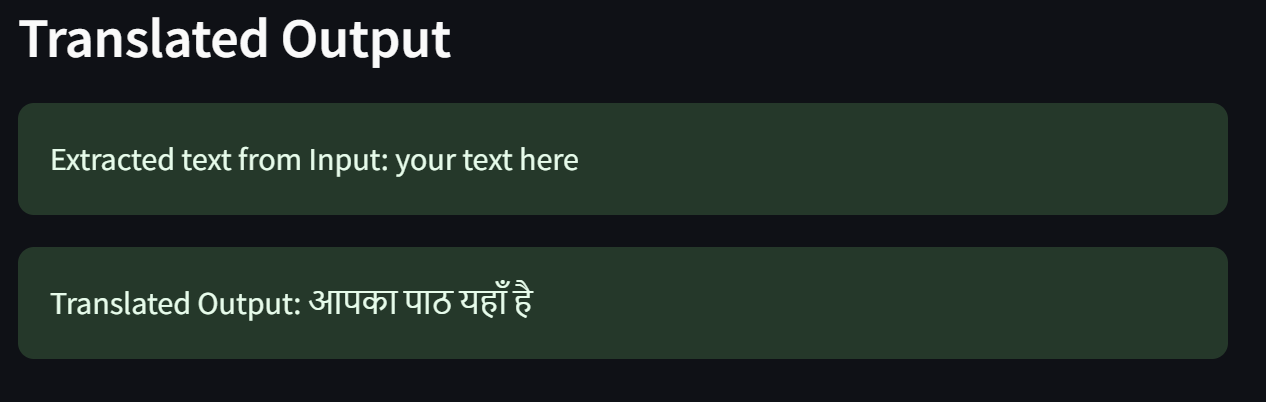 Translated Output
Extracted text from Input: your text here
Translated Output: आपका पाठ यहाँ है